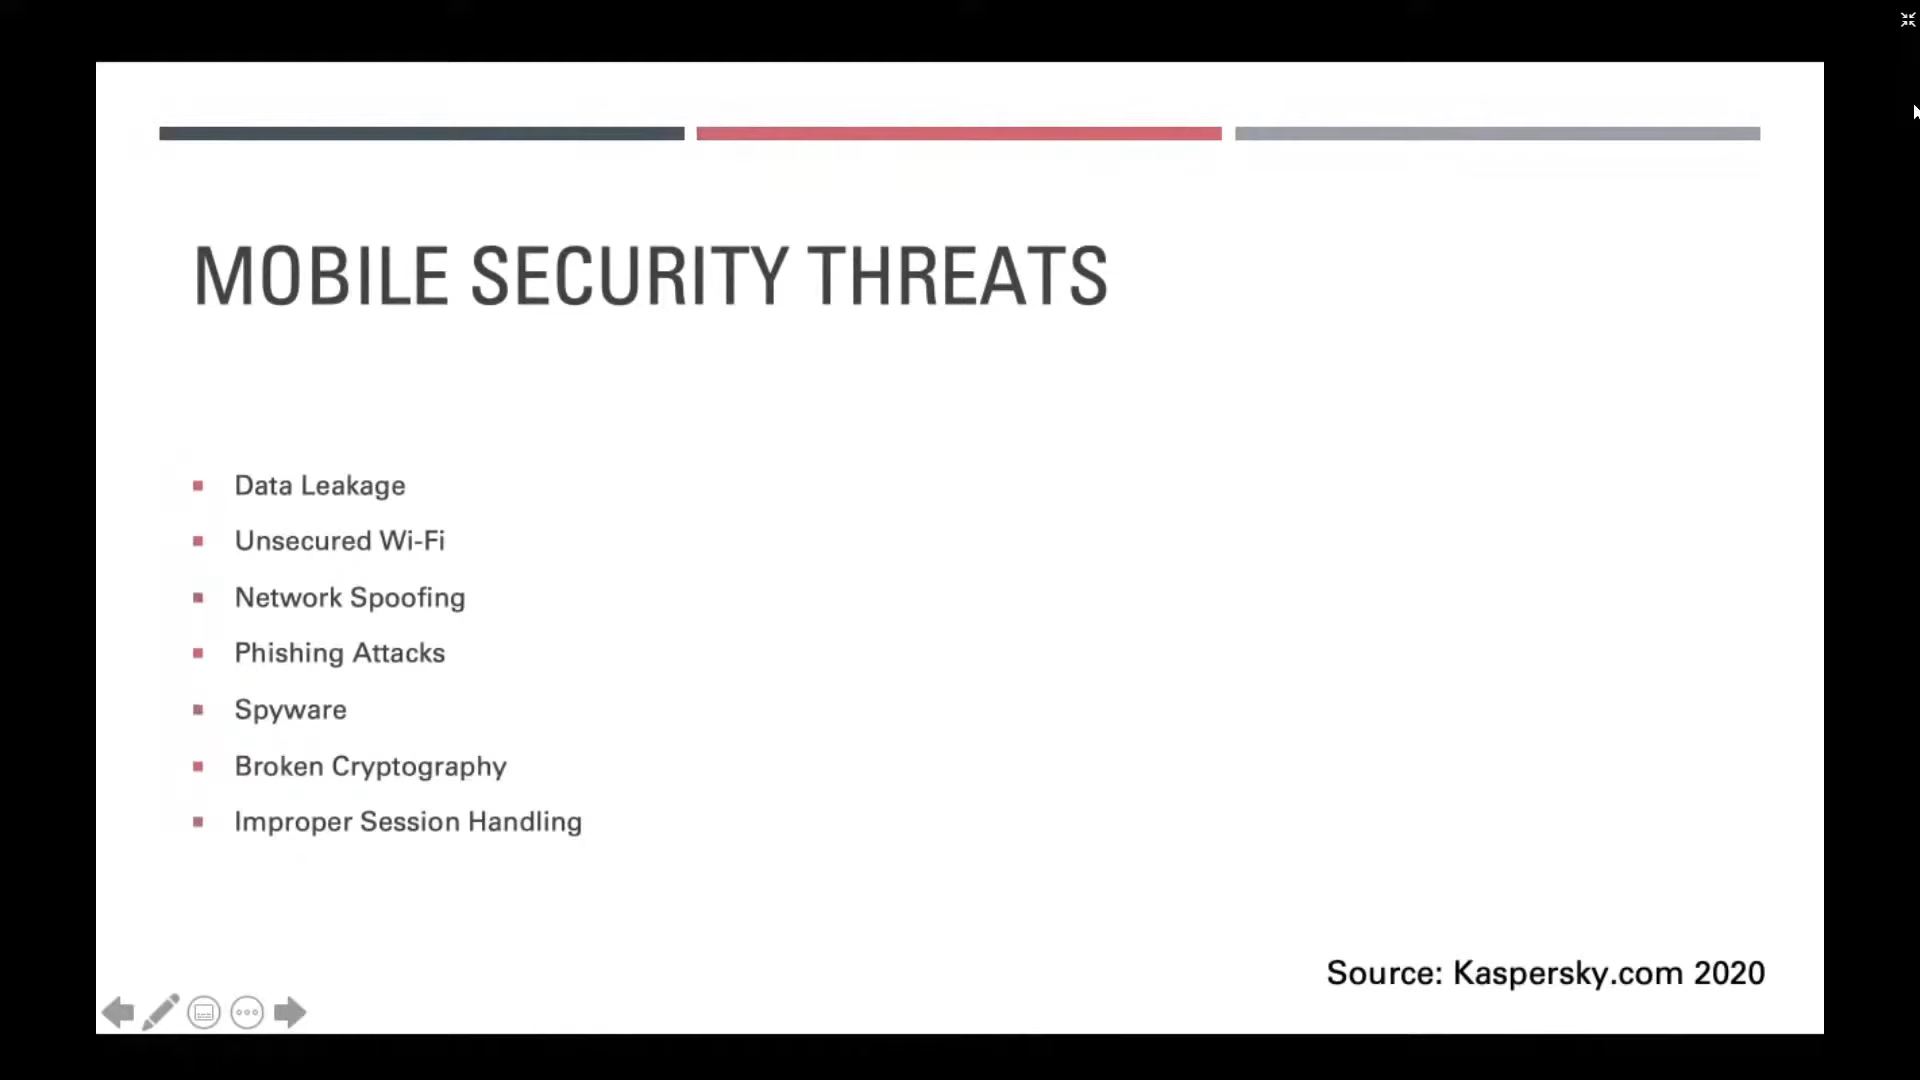 MOBILE SECURITY THREATS
Data Leakage
Unsecured Wi-Fi
Network Spoofing
Phishing Attacks
Spyware
Broken Cryptography
Improper Session Handling
Source: Kaspersky.com 2020